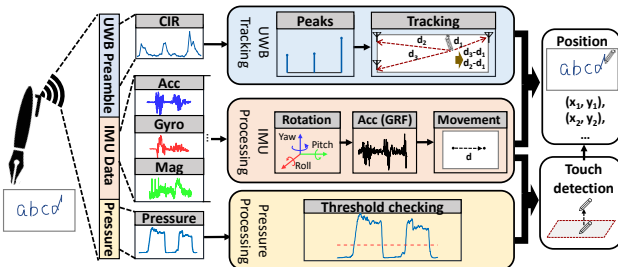 abcd
UWB Preamble
IMU Data
Pressure
CIR
Acc
Gyro
Mag
Pressure
...
UWB
Tracking
Peaks
Tracking
d₂
d₁
d₃
d₃-d₁
d₂-d₁
IMU
Processing
Rotation
Yaw
Pitch
Roll
Acc (GRF)
Movement
d
Pressure
Processing
Threshold checking
Position
abcd
(x₁, y₁),
(x₂, y₂),
...
Touch
detection